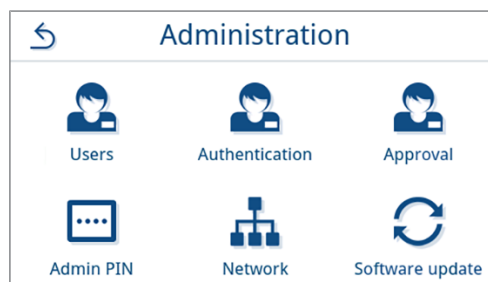 Administration
Users Authentication Approval
Admin PIN Network Software update